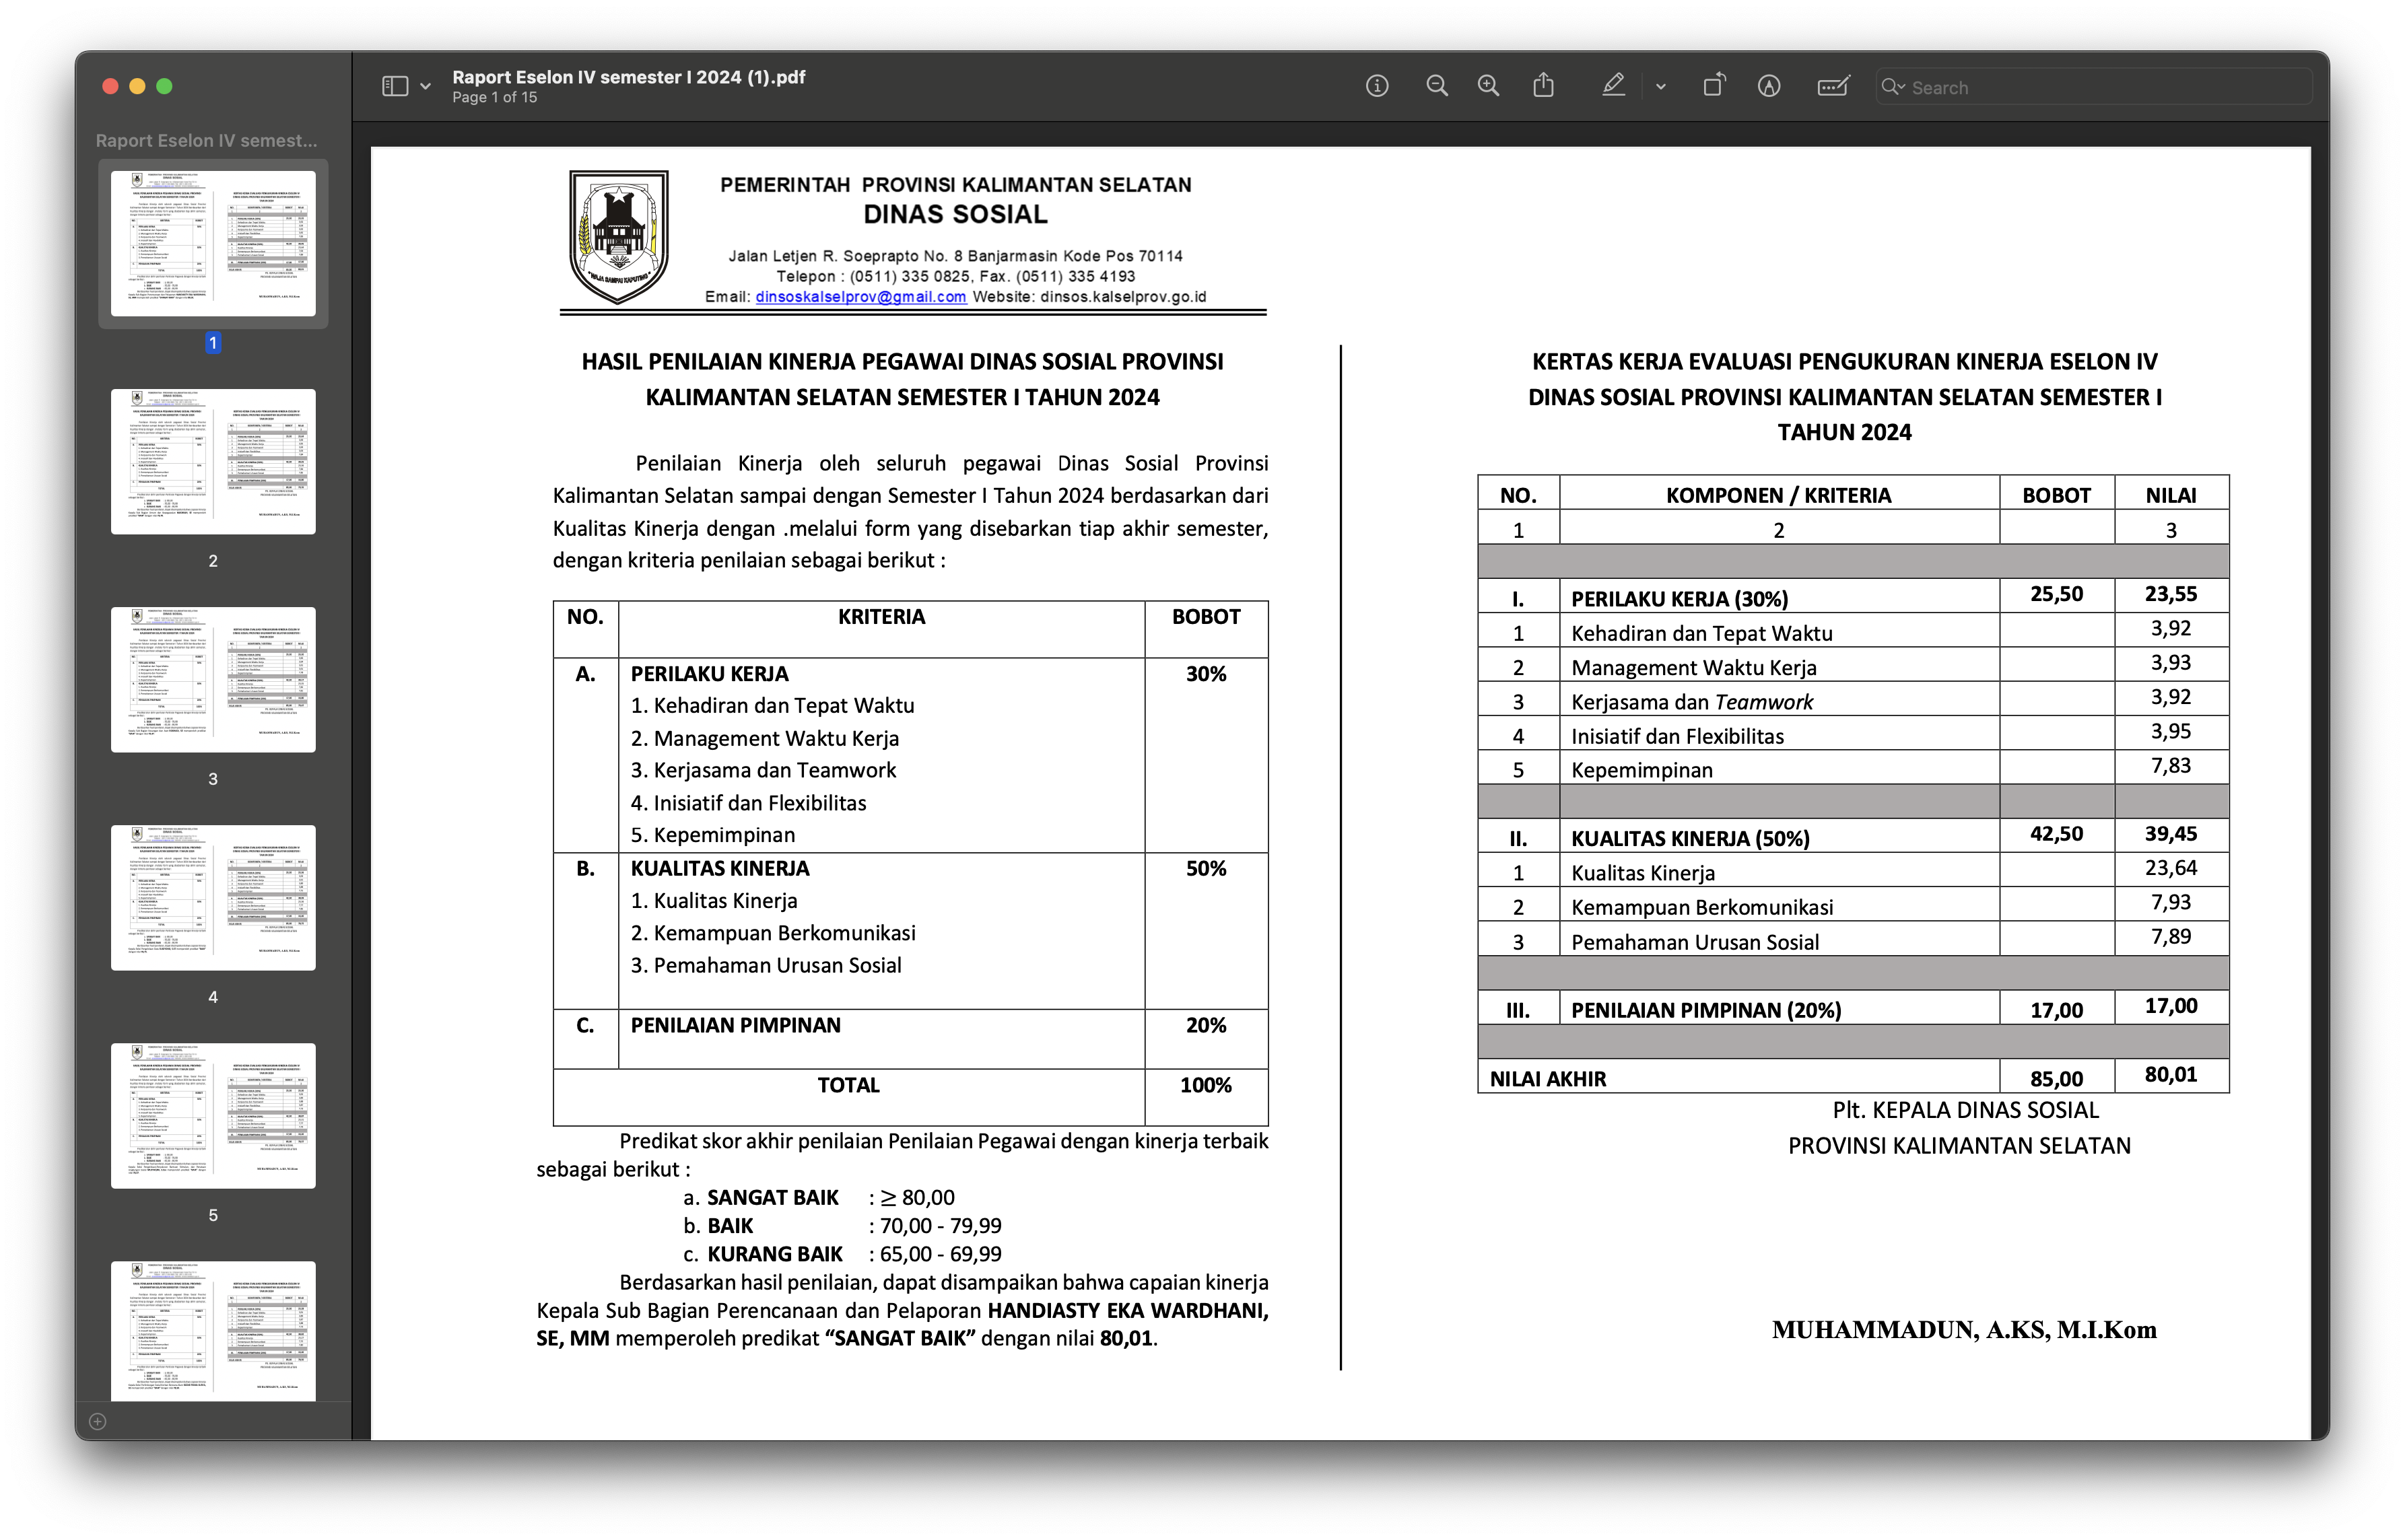 Raport Eselon IV semester I 2024 (1).pdf
Page 1 of 15
Search
Raport Eselon IV semest...
1
2
3
4
5
PEMERINTAH PROVINSI KALIMANTAN SELATAN
DINAS SOSIAL
Jalan Letjen R. Soeprapto No. 8 Banjarmasin Kode Pos 70114
Telepon : (0511) 335 0825, Fax. (0511) 335 4193
Email: dinsoskalselprov@gmail.com Website: dinsos.kalselprov.go.id
WAJA SAMPAI KAPUTING
HASIL PENILAIAN KINERJA PEGAWAI DINAS SOSIAL PROVINSI
KALIMANTAN SELATAN SEMESTER I TAHUN 2024
Penilaian Kinerja oleh seluruh pegawai Dinas Sosial Provinsi
Kalimantan Selatan sampai dengan Semester I Tahun 2024 berdasarkan dari
Kualitas Kinerja dengan .melalui form yang disebarkan tiap akhir semester,
dengan kriteria penilaian sebagai berikut :
NO. KRITERIA BOBOT
A. PERILAKU KERJA 30%
1. Kehadiran dan Tepat Waktu
2. Management Waktu Kerja
3. Kerjasama dan Teamwork
4. Inisiatif dan Flexibilitas
5. Kepemimpinan
B. KUALITAS KINERJA 50%
1. Kualitas Kinerja
2. Kemampuan Berkomunikasi
3. Pemahaman Urusan Sosial
C. PENILAIAN PIMPINAN 20%
TOTAL 100%
Predikat skor akhir penilaian Penilaian Pegawai dengan kinerja terbaik
sebagai berikut :
a. SANGAT BAIK : ≥ 80,00
b. BAIK : 70,00 - 79,99
c. KURANG BAIK : 65,00 - 69,99
Berdasarkan hasil penilaian, dapat disampaikan bahwa capaian kinerja
Kepala Sub Bagian Perencanaan dan Pelaporan HANDIASTY EKA WARDHANI,
SE, MM memperoleh predikat “SANGAT BAIK” dengan nilai 80,01.
KERTAS KERJA EVALUASI PENGUKURAN KINERJA ESELON IV
DINAS SOSIAL PROVINSI KALIMANTAN SELATAN SEMESTER I
TAHUN 2024
NO. KOMPONEN / KRITERIA BOBOT NILAI
1 2 3
I. PERILAKU KERJA (30%) 25,50 23,55
1 Kehadiran dan Tepat Waktu 3,92
2 Management Waktu Kerja 3,93
3 Kerjasama dan Teamwork 3,92
4 Inisiatif dan Flexibilitas 3,95
5 Kepemimpinan 7,83
II. KUALITAS KINERJA (50%) 42,50 39,45
1 Kualitas Kinerja 23,64
2 Kemampuan Berkomunikasi 7,93
3 Pemahaman Urusan Sosial 7,89
III. PENILAIAN PIMPINAN (20%) 17,00 17,00
NILAI AKHIR 85,00 80,01
Plt. KEPALA DINAS SOSIAL
PROVINSI KALIMANTAN SELATAN
MUHAMMADUN, A.KS, M.I.Kom